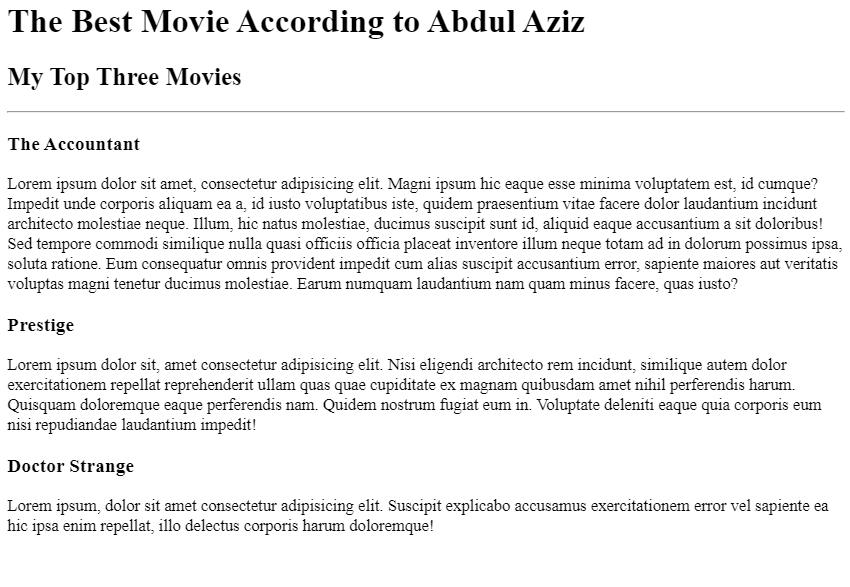 The Best Movie According to Abdul Aziz
My Top Three Movies
The Accountant
Lorem ipsum dolor sit amet, consectetur adipisicing elit. Magni ipsum hic eaque esse minima voluptatem est, id cumque?
Impedit unde corporis aliquam ea a, id iusto voluptatibus iste, quidem praesentium vitae facere dolor laudantium incidunt
architecto molestiae neque. Illum, hic natus molestiae, ducimus suscipit sunt id, aliquid eaque accusantium a sit doloribus!
Sed tempore commodi similique nulla quasi officiis officia placeat inventore illum neque totam ad in dolorum possimus ipsa,
soluta ratione. Eum consequatur omnis provident impedit cum alias suscipit accusantium error, sapiente maiores aut veritatis
voluptas magni tenetur ducimus molestiae. Earum numquam laudantium nam quam minus facere, quas iusto?
Prestige
Lorem ipsum dolor sit, amet consectetur adipisicing elit. Nisi eligendi architecto rem incidunt, similique autem dolor
exercitationem repellat reprehenderit ullam quas quae cupiditate ex magnam quibusdam amet nihil perferendis harum.
Quisquam doloremque eaque perferendis nam. Quidem nostrum fugiat eum in. Voluptate deleniti eaque quia corporis eum
nisi repudiandae laudantium impedit!
Doctor Strange
Lorem ipsum, dolor sit amet consectetur adipisicing elit. Suscipit explicabo accusamus exercitationem error vel sapiente ea
hic ipsa enim repellat, illo delectus corporis harum doloremque!